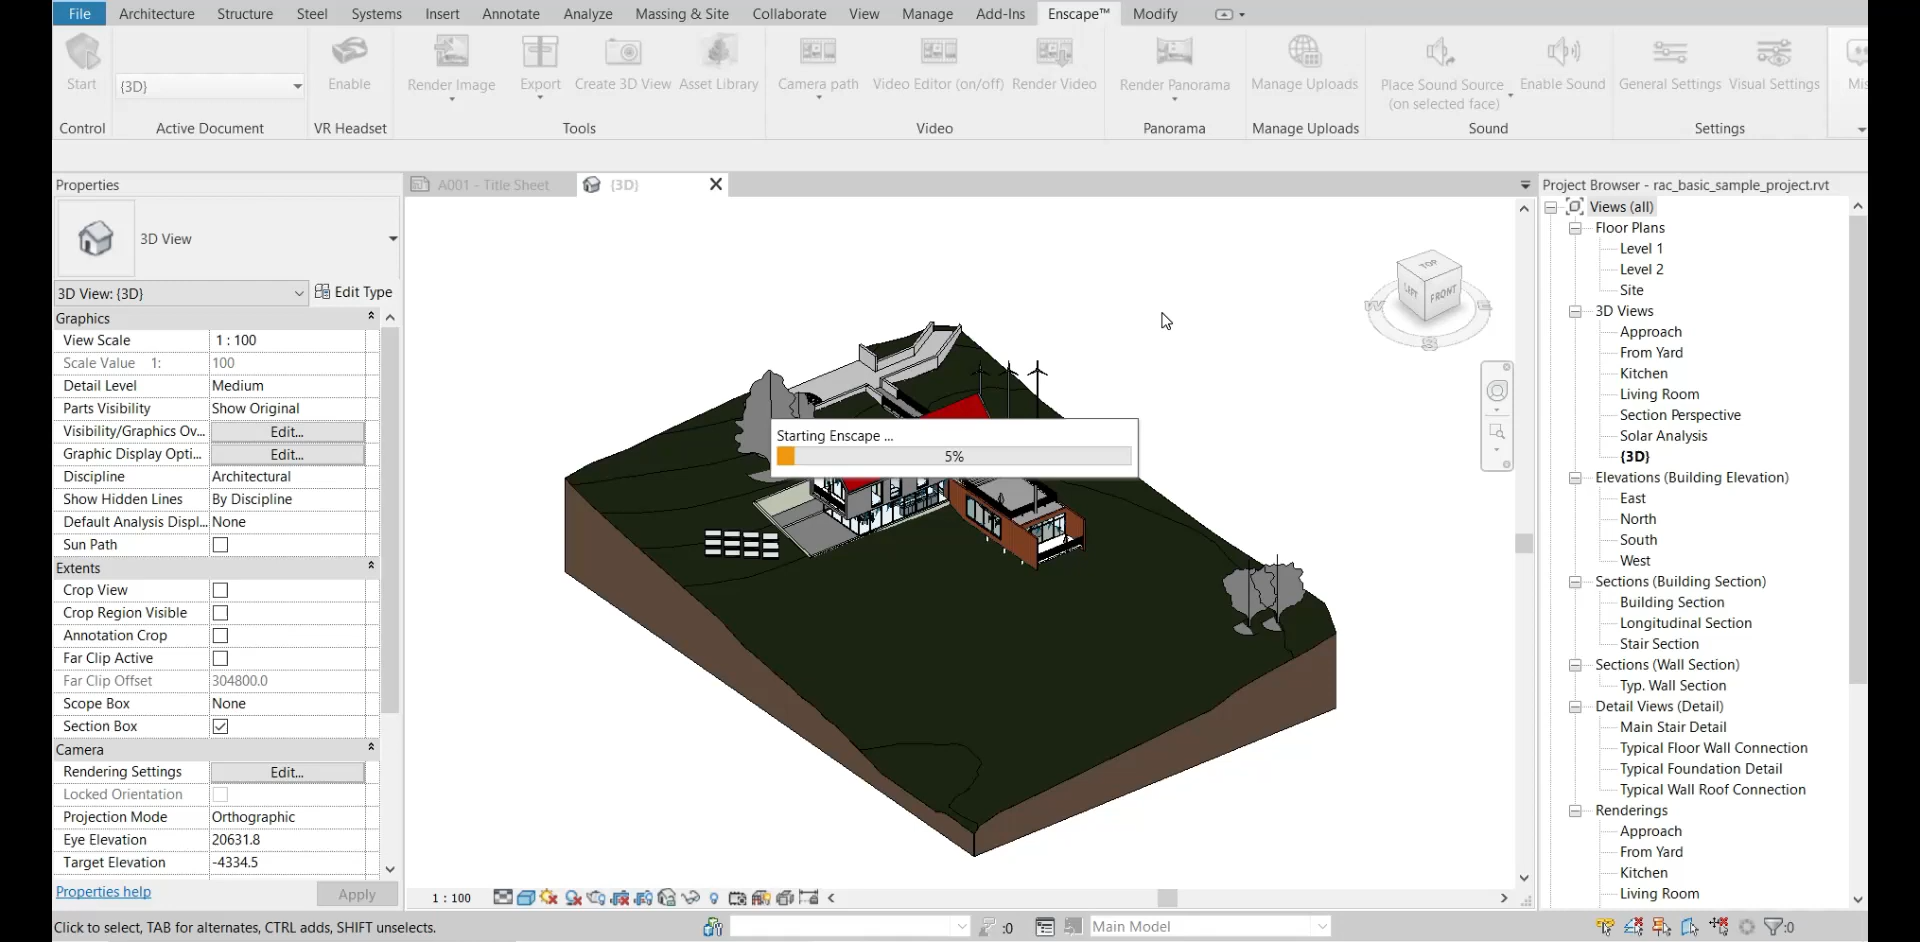 File Architecture Structure Steel Systems Insert Annotate Analyze Massing & Site Collaborate View Manage Add-Ins Enscape™ Modify
Start {3D} Enable Render Image Export Create 3D View Asset Library Camera path Video Editor (on/off) Render Video Render Panorama Manage Uploads Place Sound Source Enable Sound General Settings Visual Settings Mis
(on selected face)
Control Active Document VR Headset Tools Video Panorama Manage Uploads Sound Settings
Properties
3D View
3D View: {3D} Edit Type
Graphics
View Scale 1 : 100
Scale Value 1: 100
Detail Level Medium
Parts Visibility Show Original
Visibility/Graphics Ov... Edit...
Graphic Display Opti... Edit...
Discipline Architectural
Show Hidden Lines By Discipline
Default Analysis Displ... None
Sun Path
Extents
Crop View
Crop Region Visible
Annotation Crop
Far Clip Active
Far Clip Offset 304800.0
Scope Box None
Section Box
Camera
Rendering Settings Edit...
Locked Orientation
Projection Mode Orthographic
Eye Elevation 20631.8
Target Elevation -4334.5
Properties help Apply
A001 - Title Sheet {3D}
TOP
LEFT FRONT
W E
S
Starting Enscape ...
5%
1 : 100
Project Browser - rac_basic_sample_project.rvt
Views (all)
Floor Plans
Level 1
Level 2
Site
3D Views
Approach
From Yard
Kitchen
Living Room
Section Perspective
Solar Analysis
{3D}
Elevations (Building Elevation)
East
North
South
West
Sections (Building Section)
Building Section
Longitudinal Section
Stair Section
Sections (Wall Section)
Typ. Wall Section
Detail Views (Detail)
Main Stair Detail
Typical Floor Wall Connection
Typical Foundation Detail
Typical Wall Roof Connection
Renderings
Approach
From Yard
Kitchen
Living Room
Click to select, TAB for alternates, CTRL adds, SHIFT unselects. :0 Main Model :0